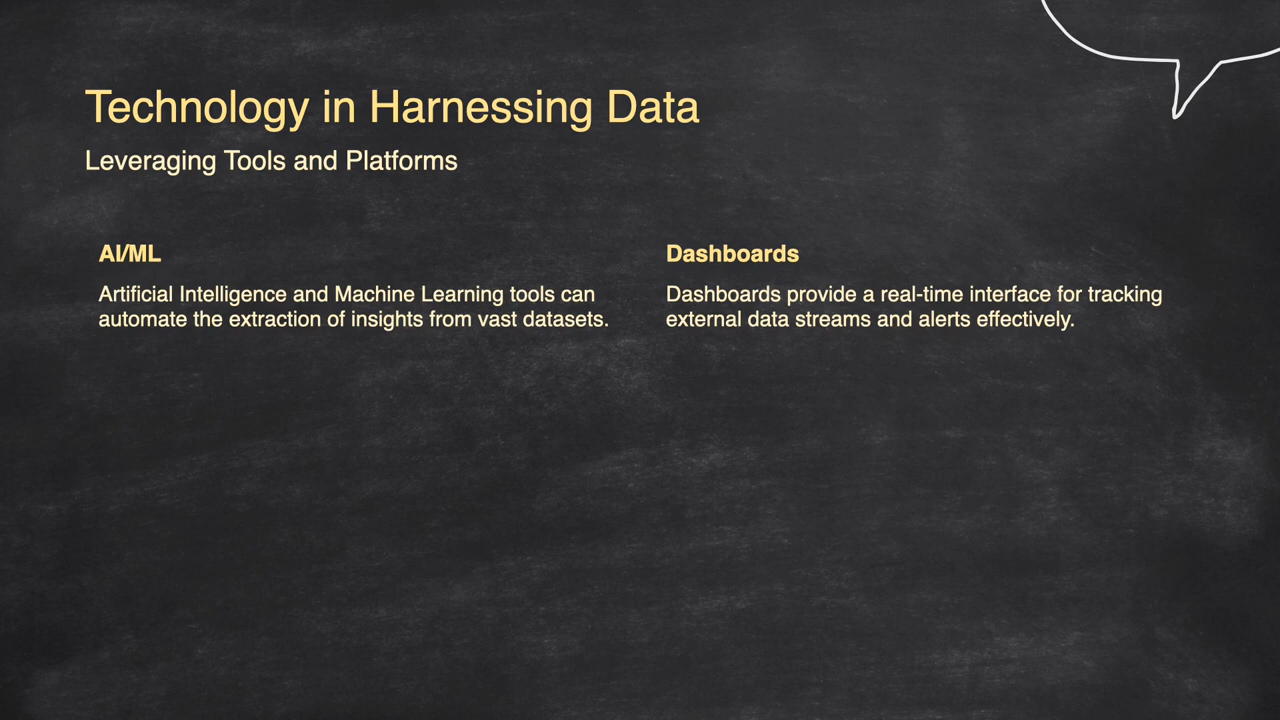 Technology in Harnessing Data
Leveraging Tools and Platforms
AI/ML
Artificial Intelligence and Machine Learning tools can
automate the extraction of insights from vast datasets.
Dashboards
Dashboards provide a real-time interface for tracking
external data streams and alerts effectively.